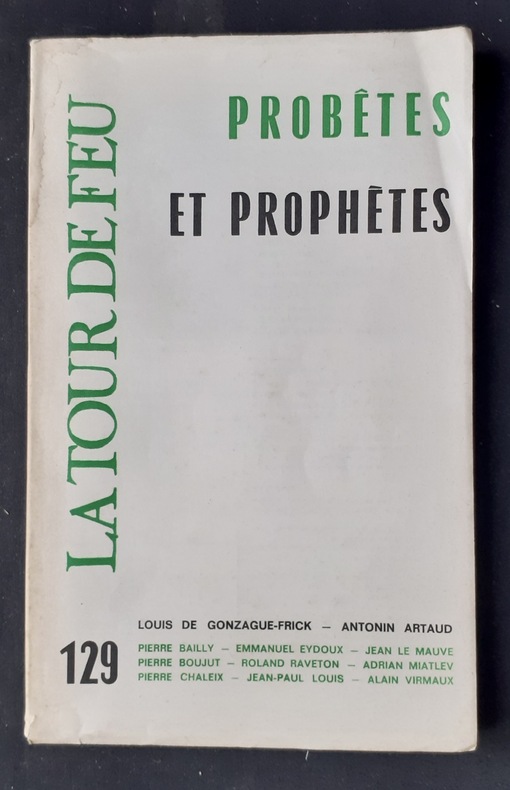 LA TOUR DE FEU
PROBÊTES
ET PROPHÊTES
LOUIS DE GONZAGUE-FRICK — ANTONIN ARTAUD
129
PIERRE BAILLY — EMMANUEL EYDOUX — JEAN LE MAUVE
PIERRE BOUJUT — ROLAND RAVETON — ADRIAN MIATLEV
PIERRE CHALEIX — JEAN-PAUL LOUIS — ALAIN VIRMAUX